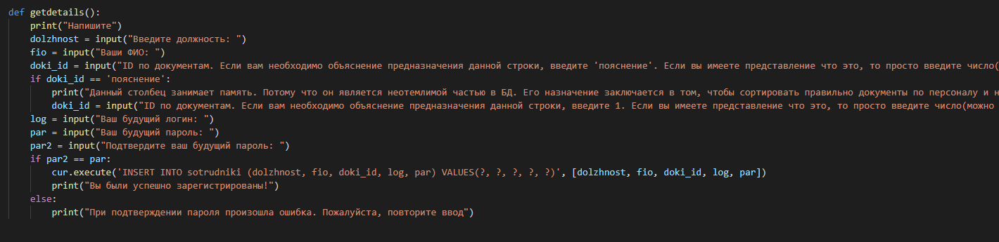 def getdetails():
    print("Напишите")
    dolzhnost = input("Введите должность: ")
    fio = input("Ваши ФИО: ")
    doki_id = input("ID по документам. Если вам необходимо объяснение предназначения данной строки, введите 'пояснение'. Если вы имеете представление что это, то просто введите число(
    if doki_id == 'пояснение':
        print("Данный столбец занимает память. Потому что он является неотемлимой частью в БД. Его назначение заключается в том, чтобы сортировать правильно документы по персоналу и н
        doki_id = input("ID по документам. Если вам необходимо объяснение предназначения данной строки, введите 1. Если вы имеете представление что это, то просто введите число(можно
    log = input("Ваш будущий логин: ")
    par = input("Ваш будущий пароль: ")
    par2 = input("Подтвердите ваш будущий пароль: ")
    if par2 == par:
        cur.execute('INSERT INTO sotrudniki (dolzhnost, fio, doki_id, log, par) VALUES(?, ?, ?, ?, ?)', [dolzhnost, fio, doki_id, log, par])
        print("Вы были успешно зарегистрированы!")
    else:
        print("При подтверждении пароля произошла ошибка. Пожалуйста, повторите ввод")